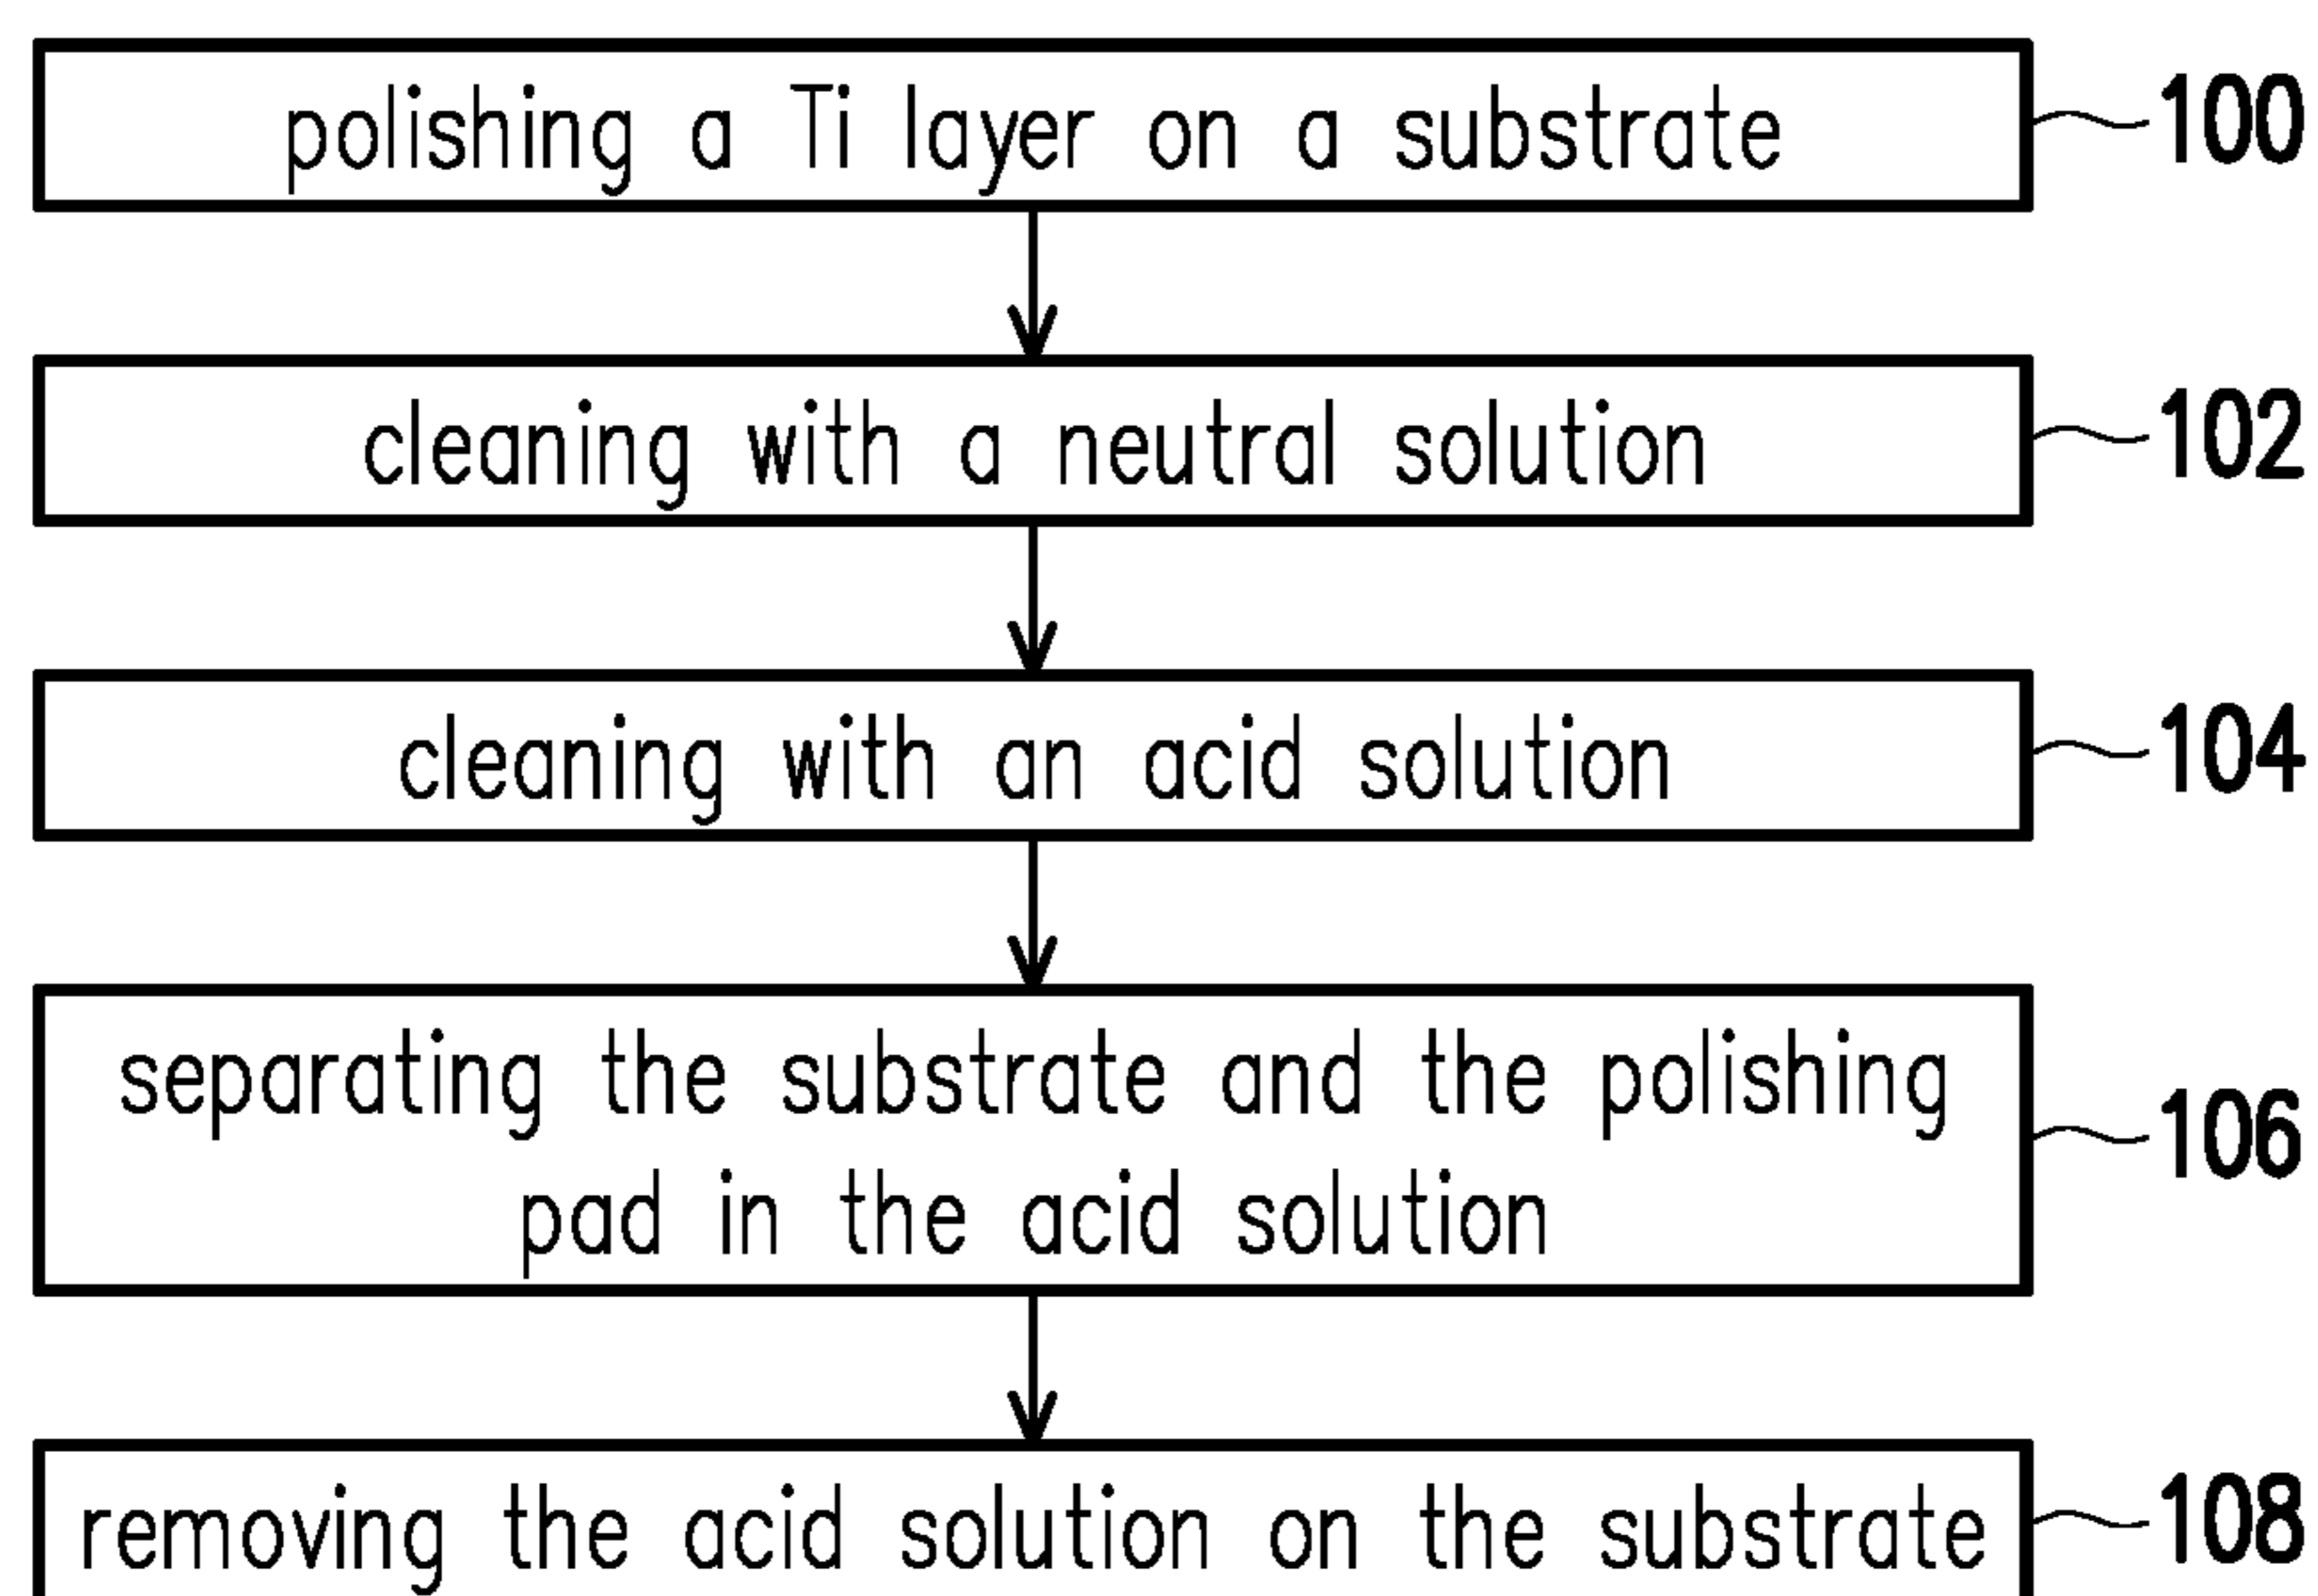 polishing a Ti layer on a substrate
100
cleaning with a neutral solution
102
cleaning with an acid solution
104
separating the substrate and the polishing
pad in the acid solution
106
removing the acid solution on the substrate
108